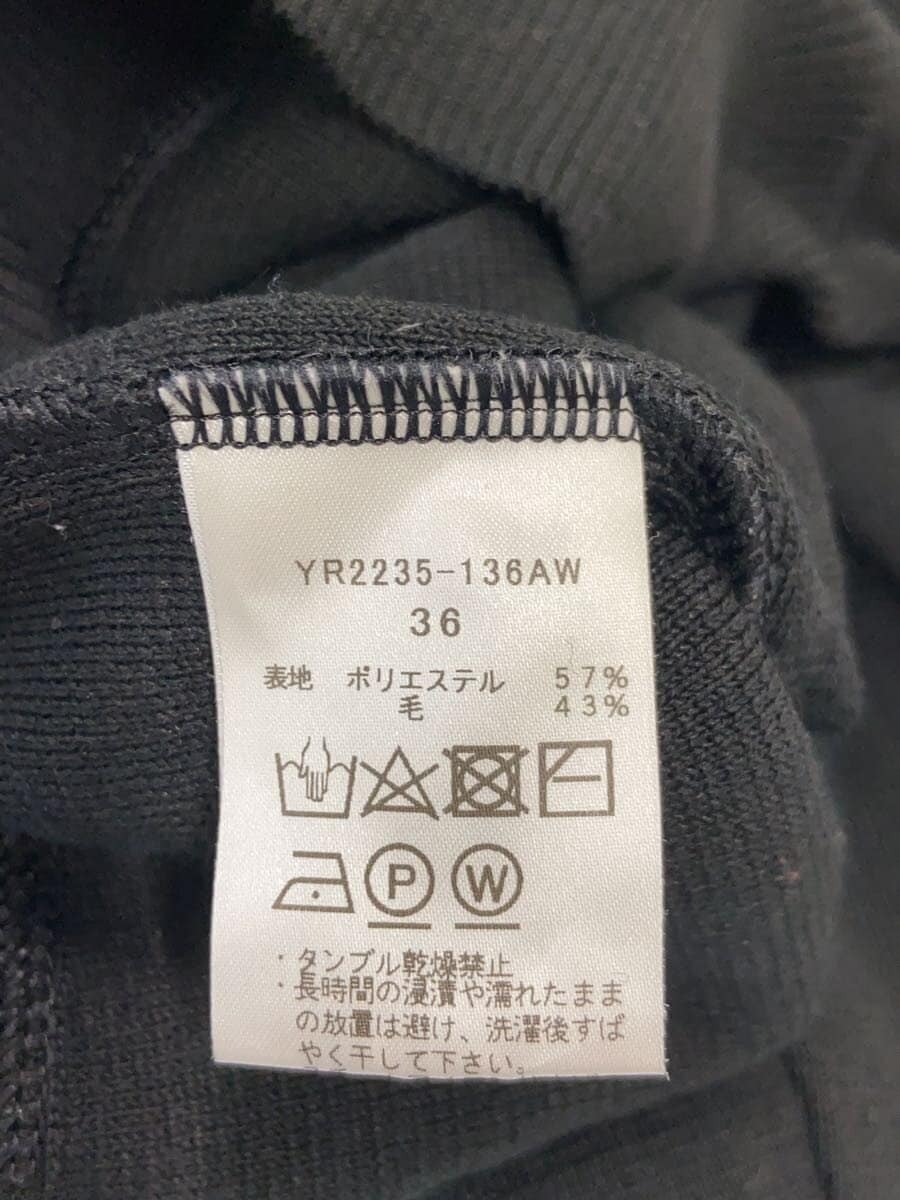 YR2235-136AW
36
表地 ポリエステル 57%
毛 43%
P W
・タンブル乾燥禁止
・長時間の浸漬や濡れたまま
の放置は避け、洗濯後すば
やく干して下さい。